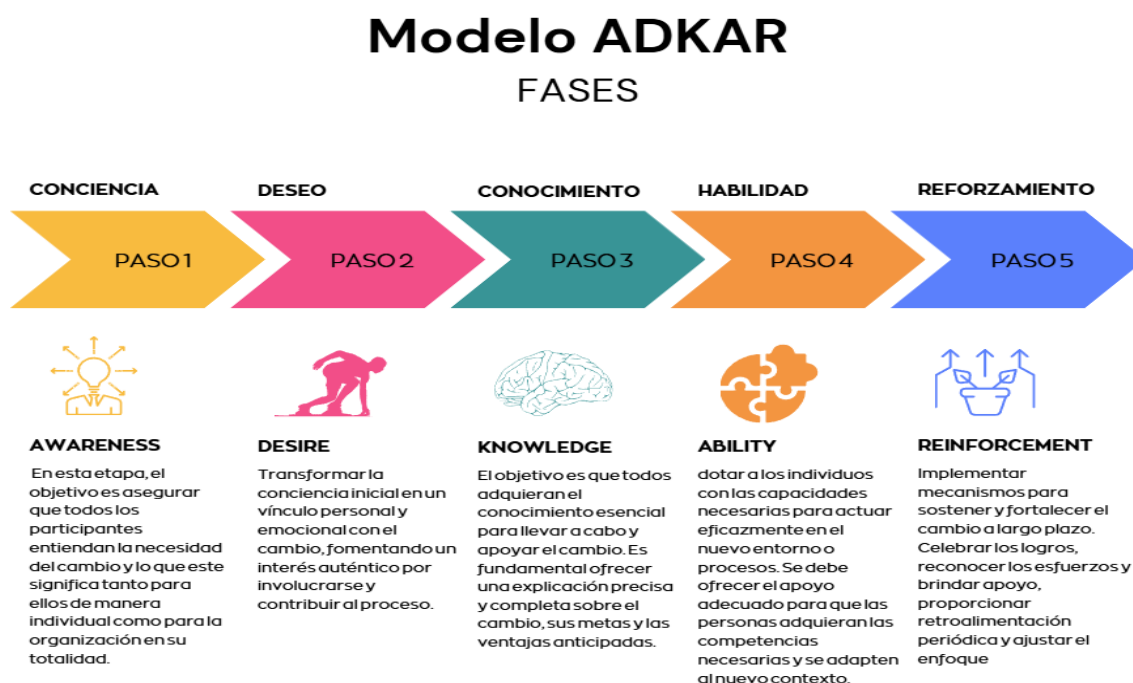 Modelo ADKAR
FASES
CONCIENCIA
DESEO
CONOCIMIENTO
HABILIDAD
REFORZAMIENTO
PASO 1
PASO 2
PASO 3
PASO 4
PASO 5
AWARENESS
En esta etapa, el
objetivo es asegurar
que todos los
participantes
entiendan la necesidad
del cambio y lo que este
significa tanto para
ellos de manera
individual como para la
organización en su
totalidad.
DESIRE
Transformar la
conciencia inicial en un
vínculo personal y
emocional con el
cambio, fomentando un
interés auténtico por
involucrarse y
contribuir al proceso.
KNOWLEDGE
El objetivo es que todos
adquieran el
conocimiento esencial
para llevar a cabo y
apoyar el cambio. Es
fundamental ofrecer
una explicación precisa
y completa sobre el
cambio, sus metas y las
ventajas anticipadas.
ABILITY
dotar a los individuos
con las capacidades
necesarias para actuar
eficazmente en el
nuevo entorno o
procesos. Se debe
ofrecer el apoyo
adecuado para que las
personas adquieran las
competencias
necesarias y se adapten
al nuevo contexto.
REINFORCEMENT
Implementar
mecanismos para
sostener y fortalecer el
cambio a largo plazo.
Celebrar los logros,
reconocer los esfuerzos y
brindar apoyo,
proporcionar
retroalimentación
periódica y ajustar el
enfoque